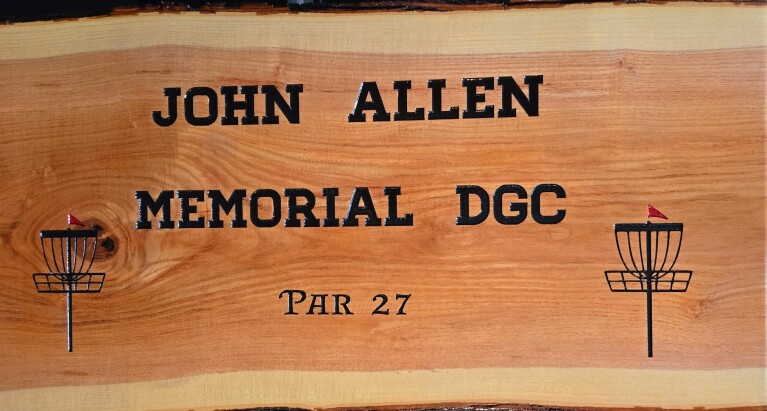 JOHN ALLEN
MEMORIAL DGC
PAR 27